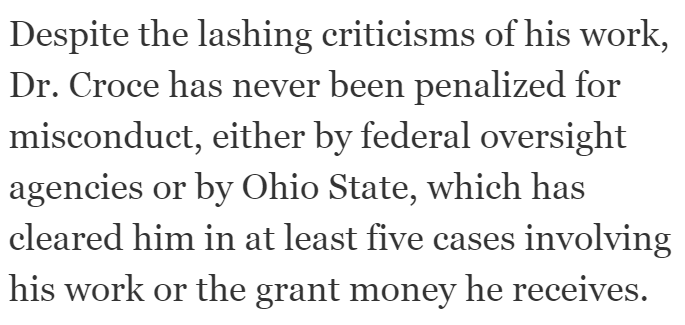 Despite the lashing criticisms of his work,
Dr. Croce has never been penalized for
misconduct, either by federal oversight
agencies or by Ohio State, which has
cleared him in at least five cases involving
his work or the grant money he receives.